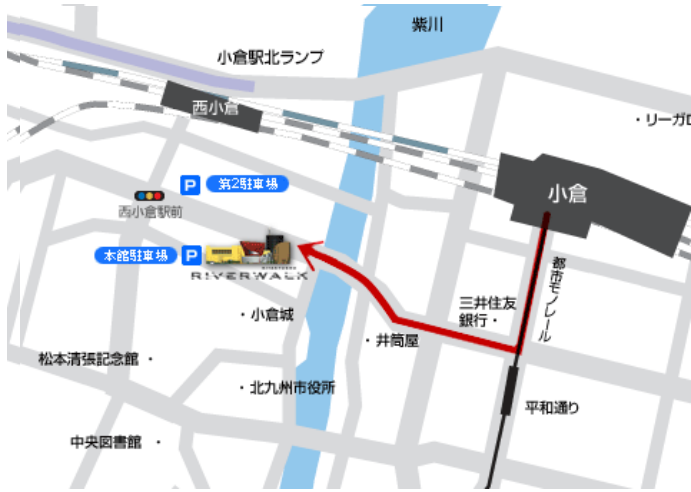 紫川
小倉駅北ランプ
西小倉
・リーガロ
小倉
P 第2駐車場
西小倉駅前
本館駐車場 P
RIVERWALK
都市モノレール
三井住友
銀行・
・小倉城
・井筒屋
松本清張記念館 ・
・北九州市役所
平和通り
中央図書館 ・